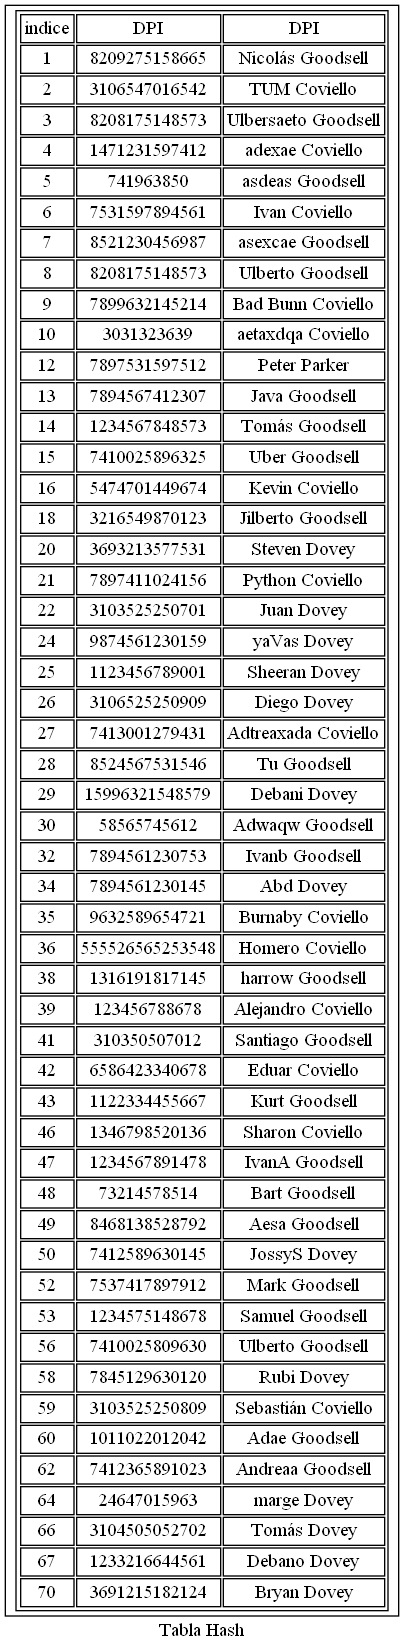 indice DPI DPI
1 8209275158665 Nicolás Goodsell
2 3106547016542 TUM Coviello
3 8208175148573 Ulbersaeto Goodsell
4 1471231597412 adexae Coviello
5 741963850 asdeas Goodsell
6 7531597894561 Ivan Coviello
7 8521230456987 asexcae Goodsell
8 8208175148573 Ulberto Goodsell
9 7899632145214 Bad Bunn Coviello
10 3031323639 aetaxdqa Coviello
12 7897531597512 Peter Parker
13 7894567412307 Java Goodsell
14 1234567848573 Tomás Goodsell
15 7410025896325 Uber Goodsell
16 5474701449674 Kevin Coviello
18 3216549870123 Jilberto Goodsell
20 3693213577531 Steven Dovey
21 7897411024156 Python Coviello
22 3103525250701 Juan Dovey
24 9874561230159 yaVas Dovey
25 1123456789001 Sheeran Dovey
26 3106525250909 Diego Dovey
27 7413001279431 Adtreaxada Coviello
28 8524567531546 Tu Goodsell
29 15996321548579 Debani Dovey
30 58565745612 Adwaqw Goodsell
32 7894561230753 Ivanb Goodsell
34 7894561230145 Abd Dovey
35 9632589654721 Burnaby Coviello
36 555526565253548 Homero Coviello
38 1316191817145 harrow Goodsell
39 123456788678 Alejandro Coviello
41 310350507012 Santiago Goodsell
42 6586423340678 Eduar Coviello
43 1122334455667 Kurt Goodsell
46 1346798520136 Sharon Coviello
47 1234567891478 IvanA Goodsell
48 73214578514 Bart Goodsell
49 8468138528792 Aesa Goodsell
50 7412589630145 JossyS Dovey
52 7537417897912 Mark Goodsell
53 1234575148678 Samuel Goodsell
56 7410025809630 Ulberto Goodsell
58 7845129630120 Rubi Dovey
59 3103525250809 Sebastián Coviello
60 1011022012042 Adae Goodsell
62 7412365891023 Andreaa Goodsell
64 24647015963 marge Dovey
66 3104505052702 Tomás Dovey
67 1233216644561 Debano Dovey
70 3691215182124 Bryan Dovey
Tabla Hash